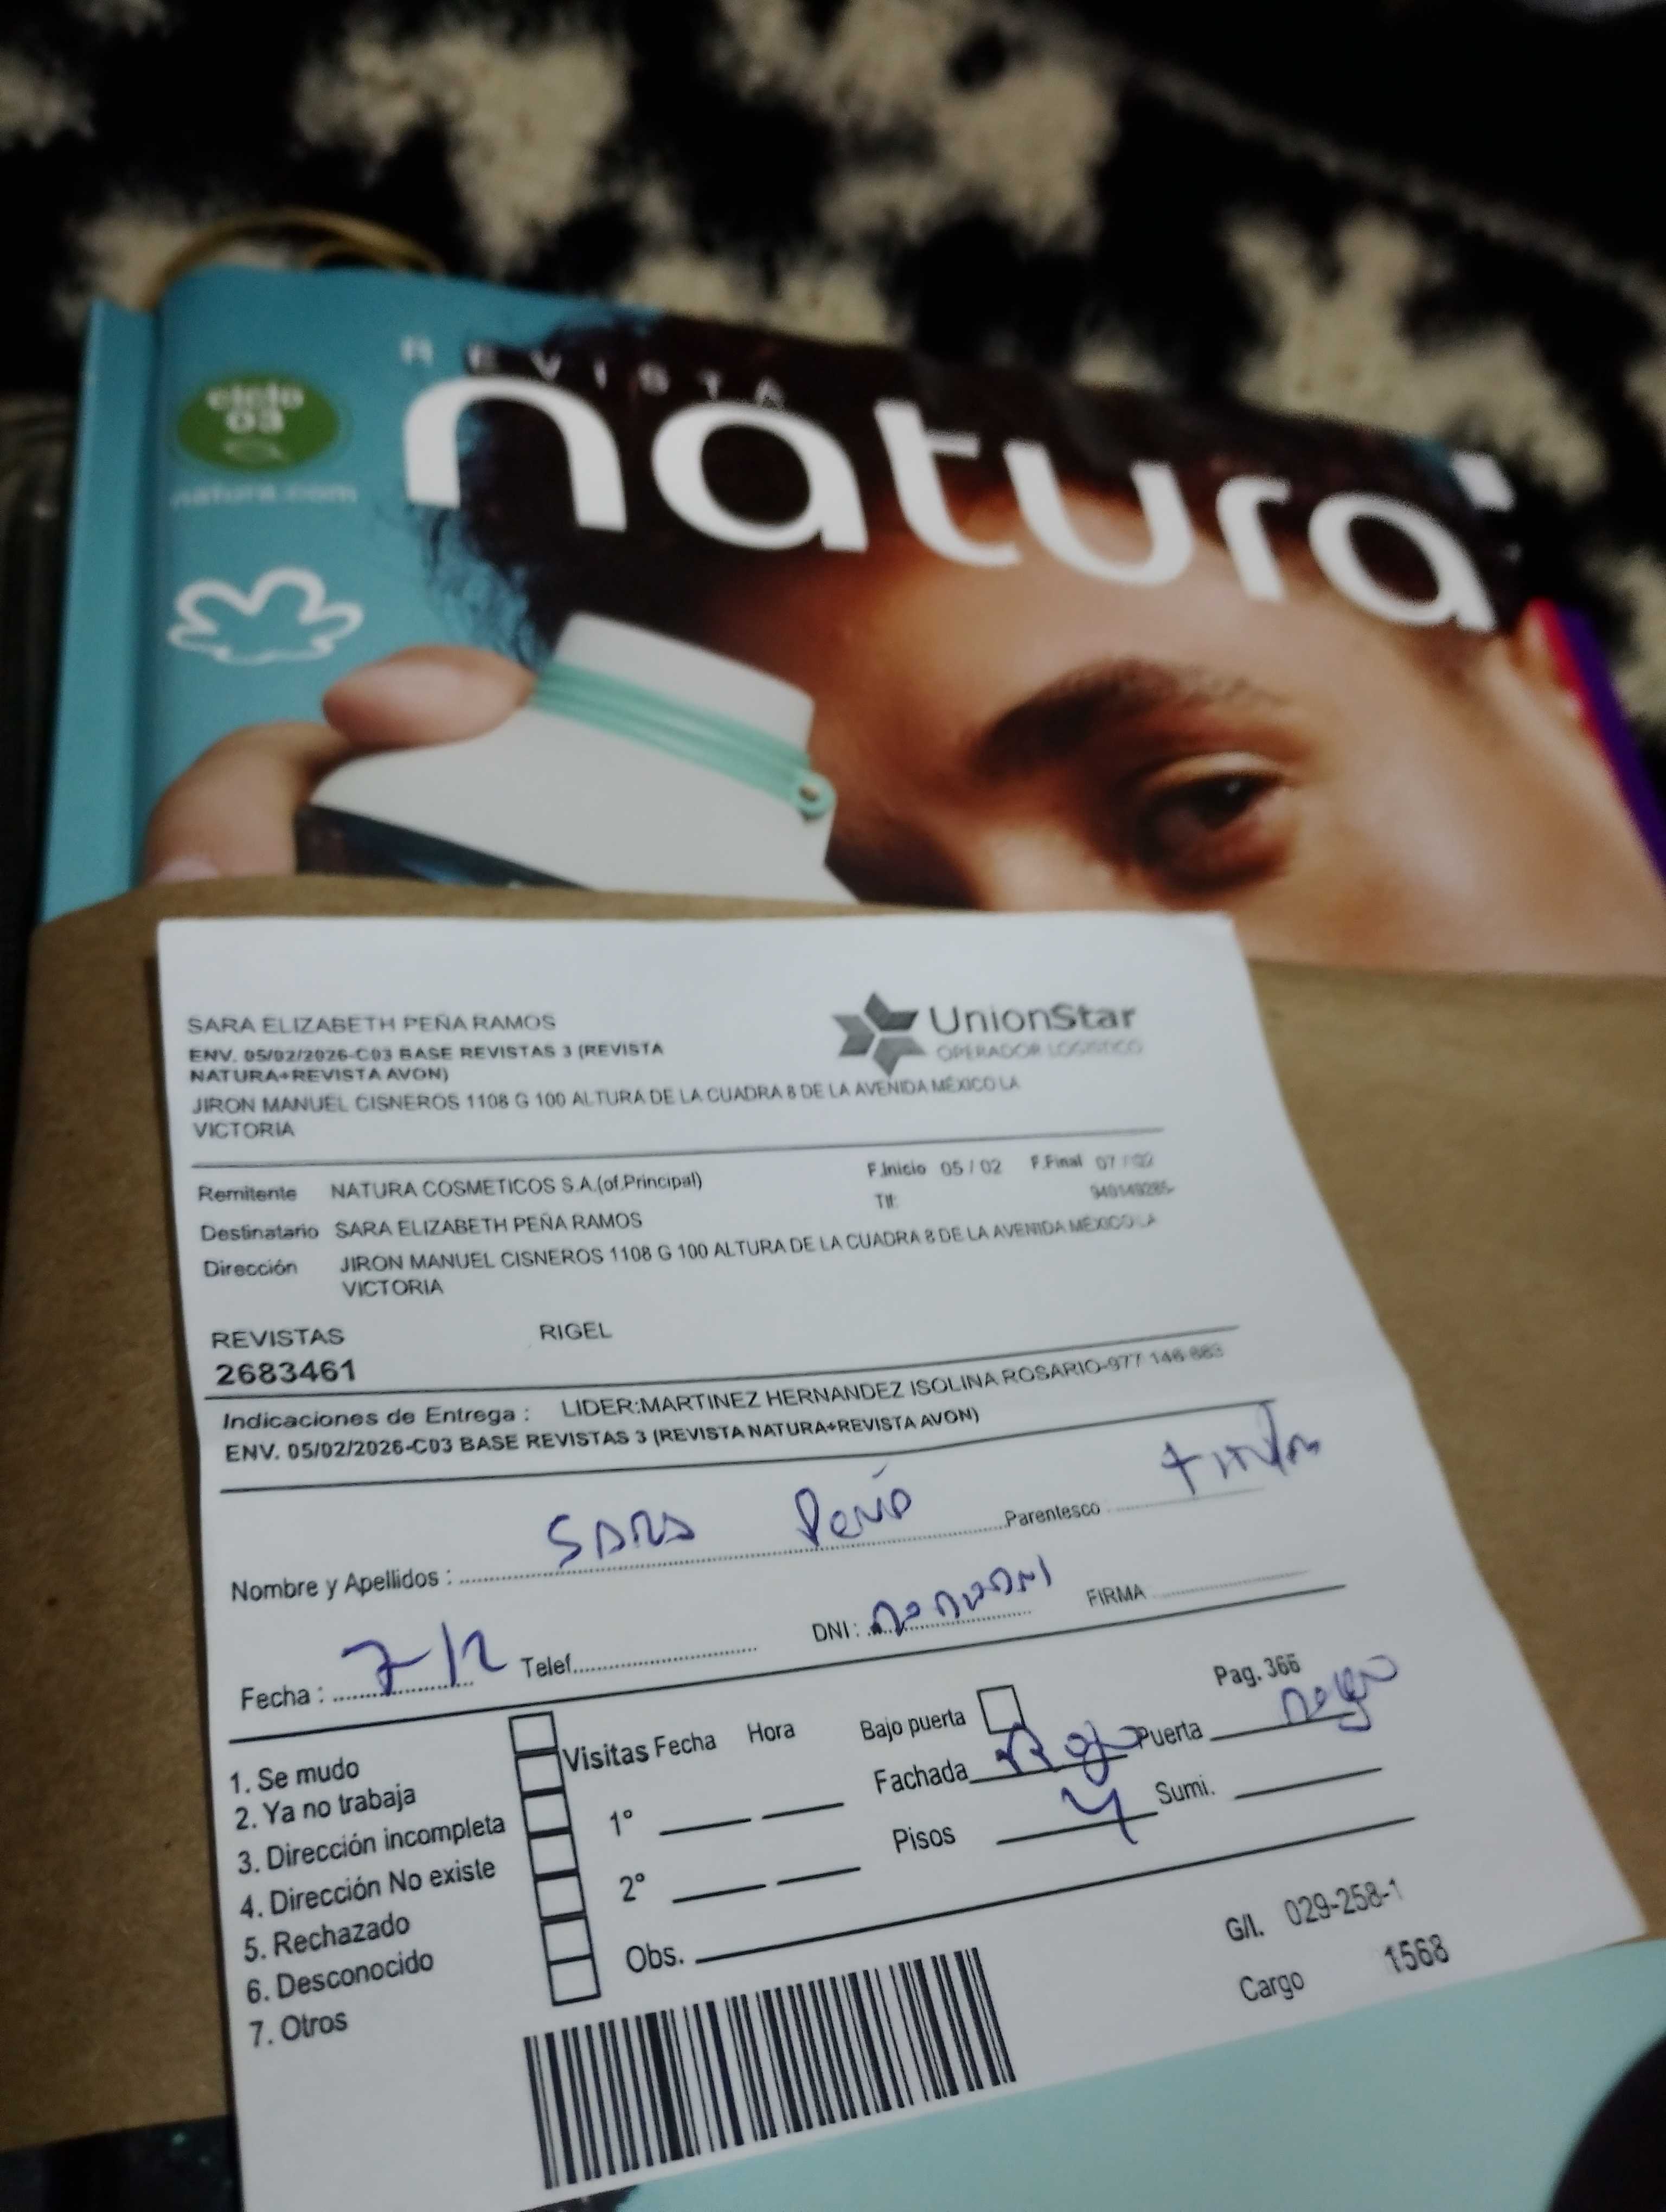 REVISTA
natura
ciclo
03
natura.com
SARA ELIZABETH PEÑA RAMOS
UnionStar
OPERADOR LOGISTICO
ENV. 05/02/2026-C03 BASE REVISTAS 3 (REVISTA
NATURA+REVISTA AVON)
JIRON MANUEL CISNEROS 1108 G 100 ALTURA DE LA CUADRA 8 DE LA AVENIDA MÉXICO LA
VICTORIA
Remitente NATURA COSMETICOS S.A.(of.Principal) F.Inicio 05 / 02 F.Final 07 / 02
Tlf:
Destinatario SARA ELIZABETH PEÑA RAMOS
Dirección JIRON MANUEL CISNEROS 1108 G 100 ALTURA DE LA CUADRA 8 DE LA AVENIDA MÉXICO LA
VICTORIA
REVISTAS RIGEL
2683461
Indicaciones de Entrega : LIDER:MARTINEZ HERNANDEZ ISOLINA ROSARIO-977 146 683
ENV. 05/02/2026-C03 BASE REVISTAS 3 (REVISTA NATURA+REVISTA AVON)
Nombre y Apellidos : SARA Peña Parentesco :
Fecha : 7/2 Telef. DNI : FIRMA
Pag. 366
1. Se mudo
2. Ya no trabaja
3. Dirección incompleta
4. Dirección No existe
5. Rechazado
6. Desconocido
7. Otros
Visitas Fecha Hora
1°
2°
Obs.
Bajo puerta
Fachada Rojo Puerta negro
Pisos 4 Sumi.
G/I. 029-258-1
Cargo 1568